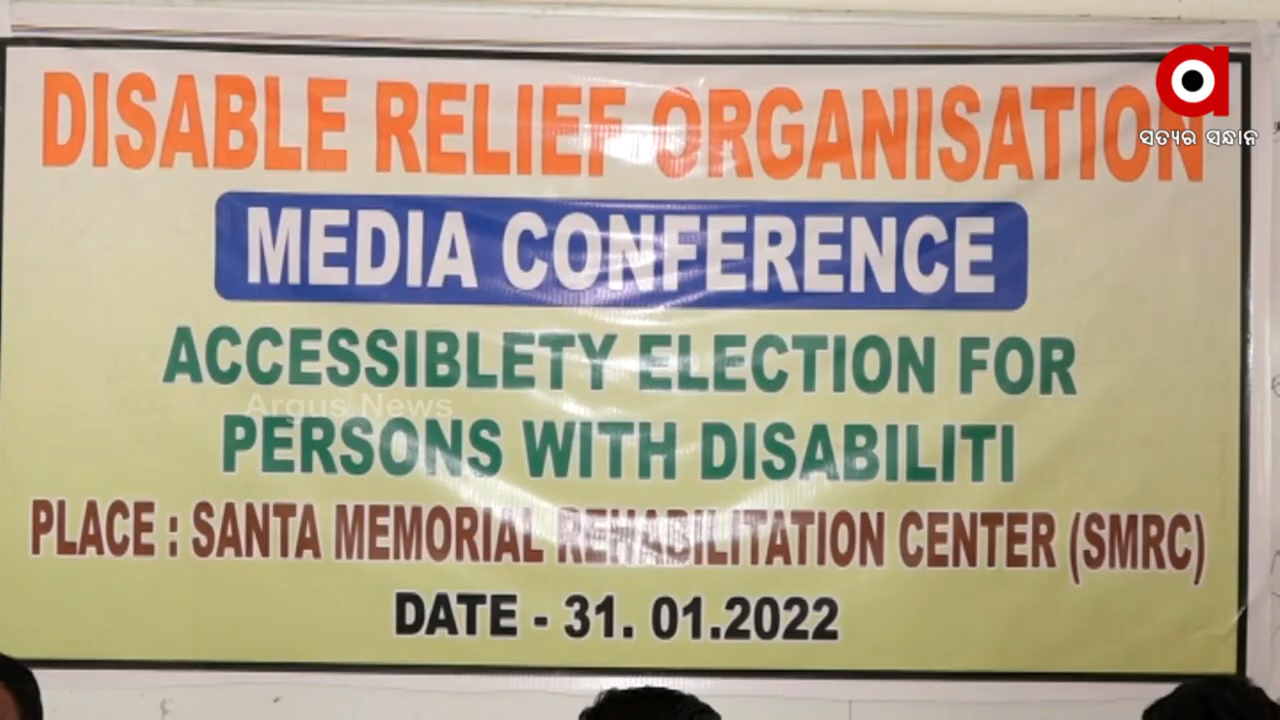 DISABLE RELIEF ORGANISATION
ସତ୍ୟର ସନ୍ଧାନ
MEDIA CONFERENCE
ACCESSIBLETY ELECTION FOR
Argus News
PERSONS WITH DISABILITI
PLACE : SANTA MEMORIAL REHABILITATION CENTER (SMRC)
DATE - 31. 01.2022